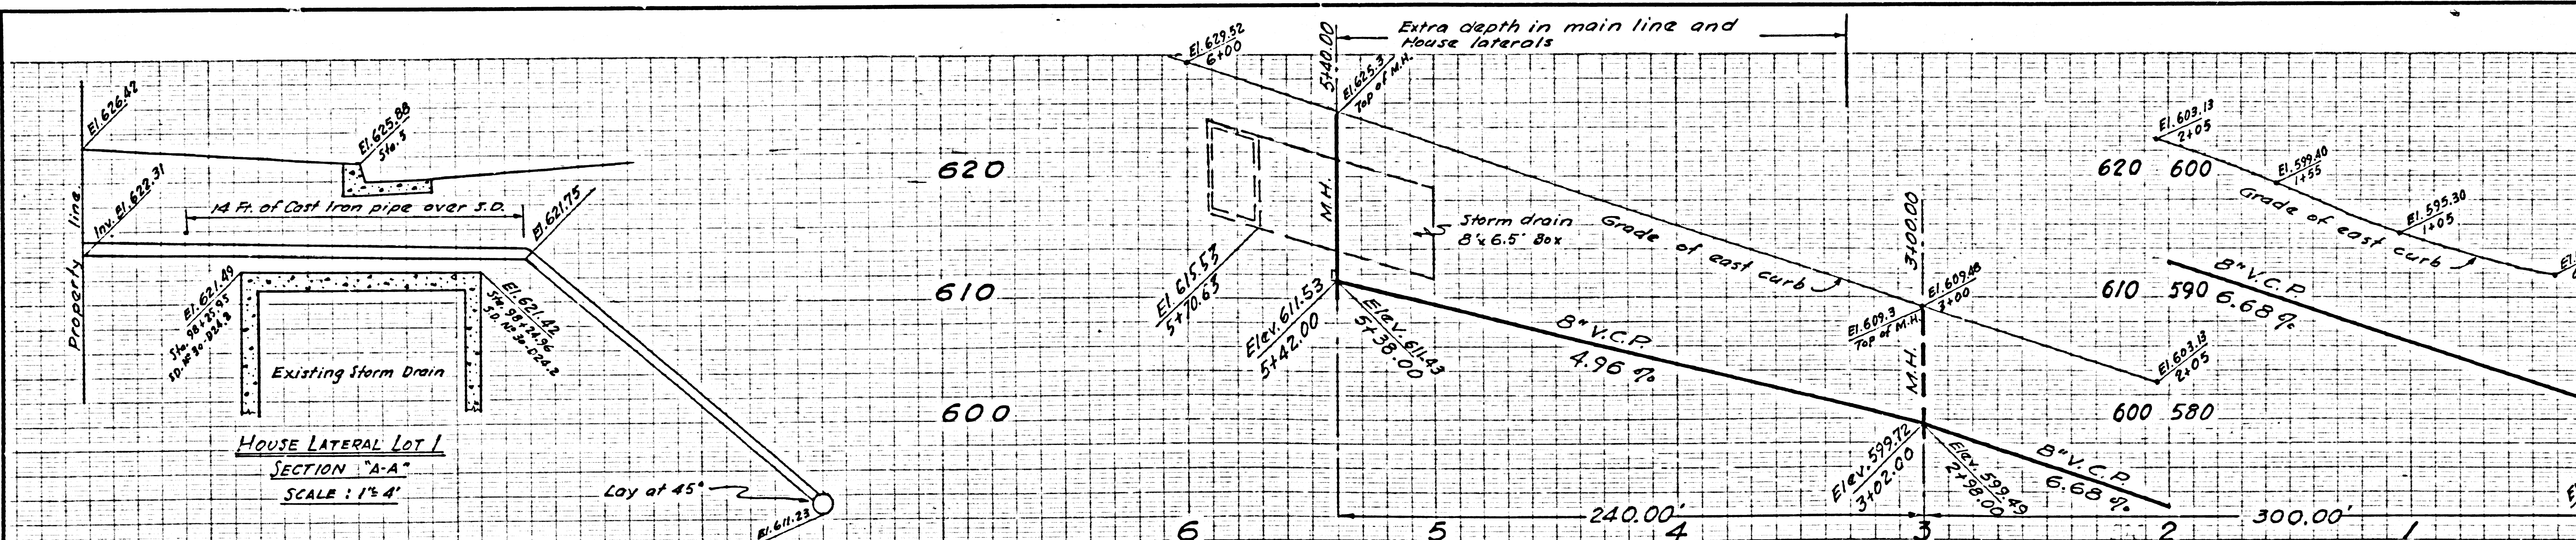 El. 626.42
El. 625.88
Sta. 5
Property line
Inv. El. 622.31
14 Ft. of Cast Iron pipe over S.D.
El. 621.75
El. 621.49
Sta. 98+25.95
S.D. Nº 30-D24.2
El. 621.42
Sta. 98+24.96
S.D. Nº 30-D24.2
Existing Storm Drain
HOUSE LATERAL LOT 1
SECTION "A-A"
SCALE : 1"= 4'
Lay at 45°
El. 611.23
620
610
600
El. 629.52
6+00
5+40.00
Extra depth in main line and
House laterals
El. 625.3
Top of M.H.
M.H.
Storm drain
8'x 6.5' Box
Grade of east curb
El. 615.53
5+70.63
Elev. 611.53
5+42.00
Elev. 611.43
5+38.00
8" V.C.P.
4.96 %
3+00.00
El. 609.48
3+00
El. 609.3
Top of M.H.
M.H.
El. 603.13
2+05
Elev. 599.72
3+02.00
Elev. 599.49
2+98.00
8" V.C.P.
6.68 %
240.00'
300.00'
6 5 4 3 2 1
620 600
610 590
600 580
El. 603.13
2+05
El. 599.40
1+55
El. 595.30
1+05
Grade of east curb
8" V.C.P.
6.68 %